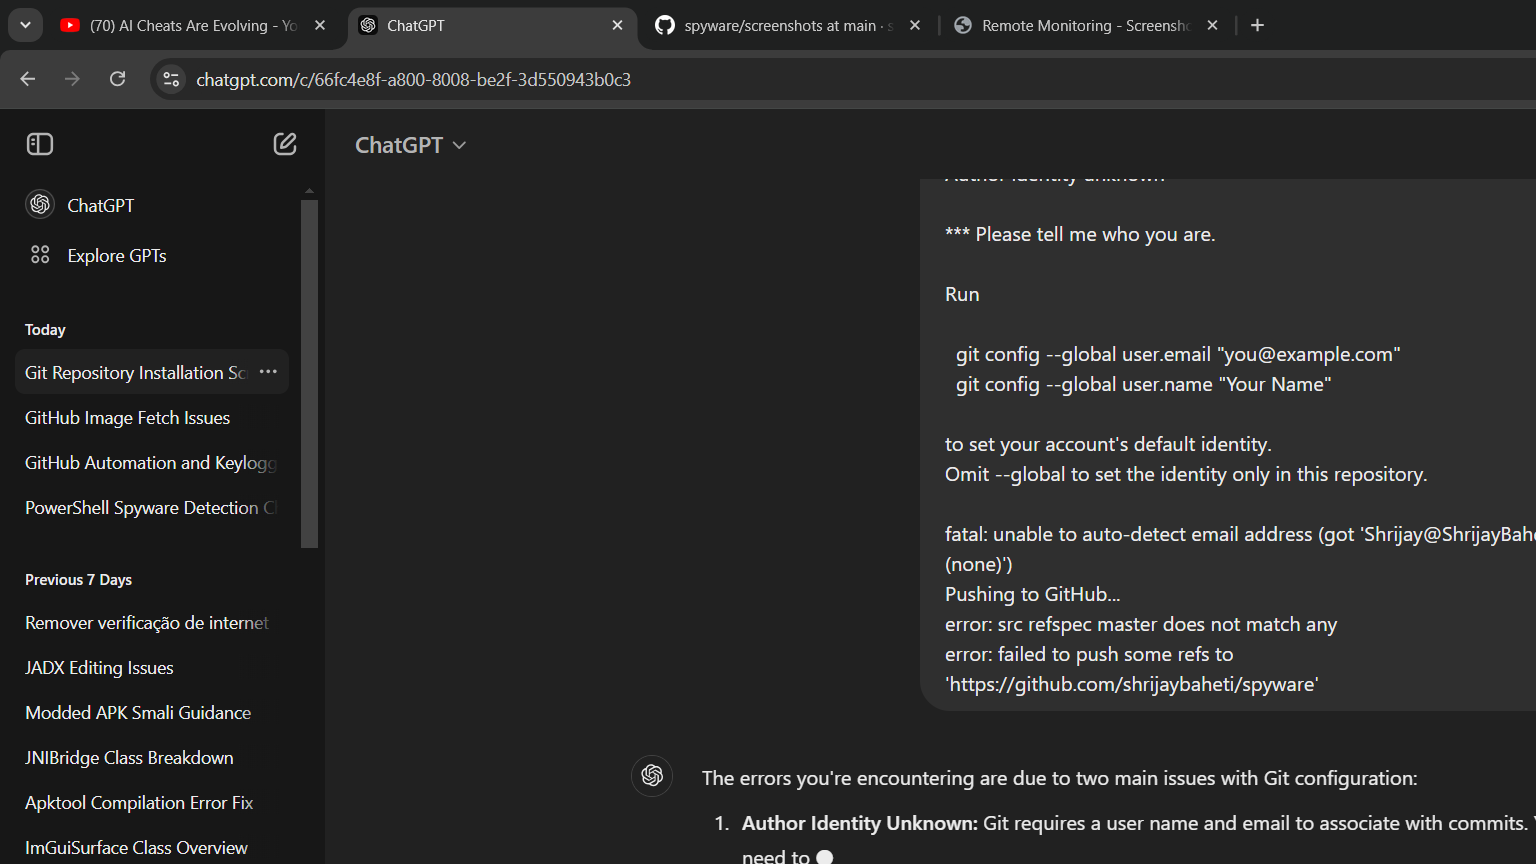 (70) AI Cheats Are Evolving - Yo
ChatGPT
spyware/screenshots at main · s
Remote Monitoring - Screensh
chatgpt.com/c/66fc4e8f-a800-8008-be2f-3d550943b0c3
ChatGPT
ChatGPT
Explore GPTs
Today
Git Repository Installation Sc
GitHub Image Fetch Issues
GitHub Automation and Keylogg
PowerShell Spyware Detection C
Previous 7 Days
Remover verificação de internet
JADX Editing Issues
Modded APK Smali Guidance
JNIBridge Class Breakdown
Apktool Compilation Error Fix
ImGuiSurface Class Overview
Author identity unknown
*** Please tell me who you are.
Run
git config --global user.email "you@example.com"
git config --global user.name "Your Name"
to set your account's default identity.
Omit --global to set the identity only in this repository.
fatal: unable to auto-detect email address (got 'Shrijay@ShrijayBahe
(none)')
Pushing to GitHub...
error: src refspec master does not match any
error: failed to push some refs to
'https://github.com/shrijaybaheti/spyware'
The errors you're encountering are due to two main issues with Git configuration:
1. Author Identity Unknown: Git requires a user name and email to associate with commits.
need to